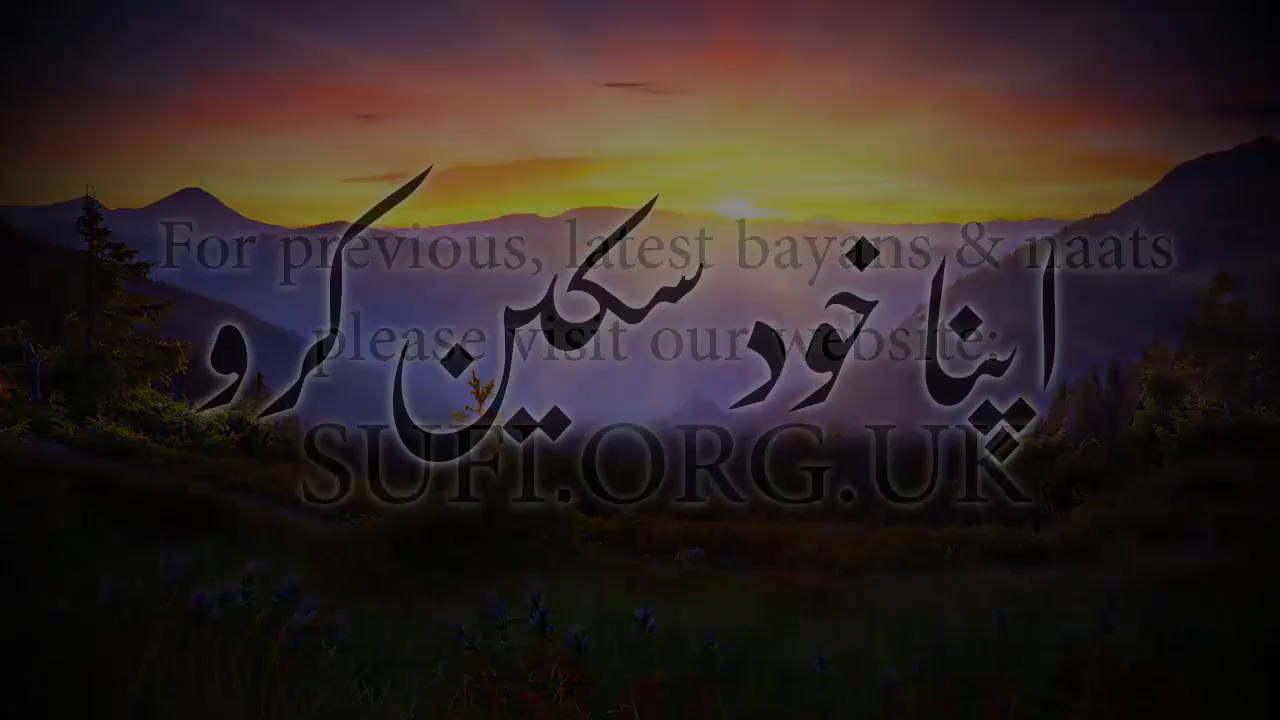 For previous, latest bayans & naats
اپنا خود سکین کرو
please visit our website:
SUFI.ORG.UK